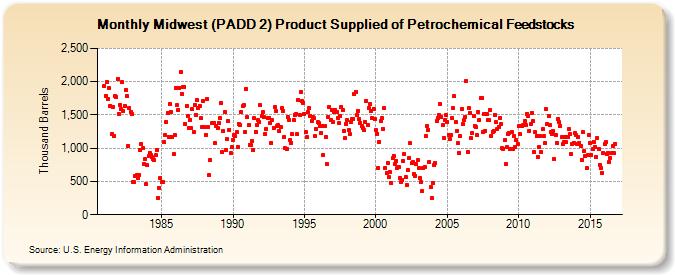 Monthly Midwest (PADD 2) Product Supplied of Petrochemical Feedstocks
Thousand Barrels
2,500
2,000
1,500
1,000
500
0
1985 1990 1995 2000 2005 2010 2015
Source: U.S. Energy Information Administration